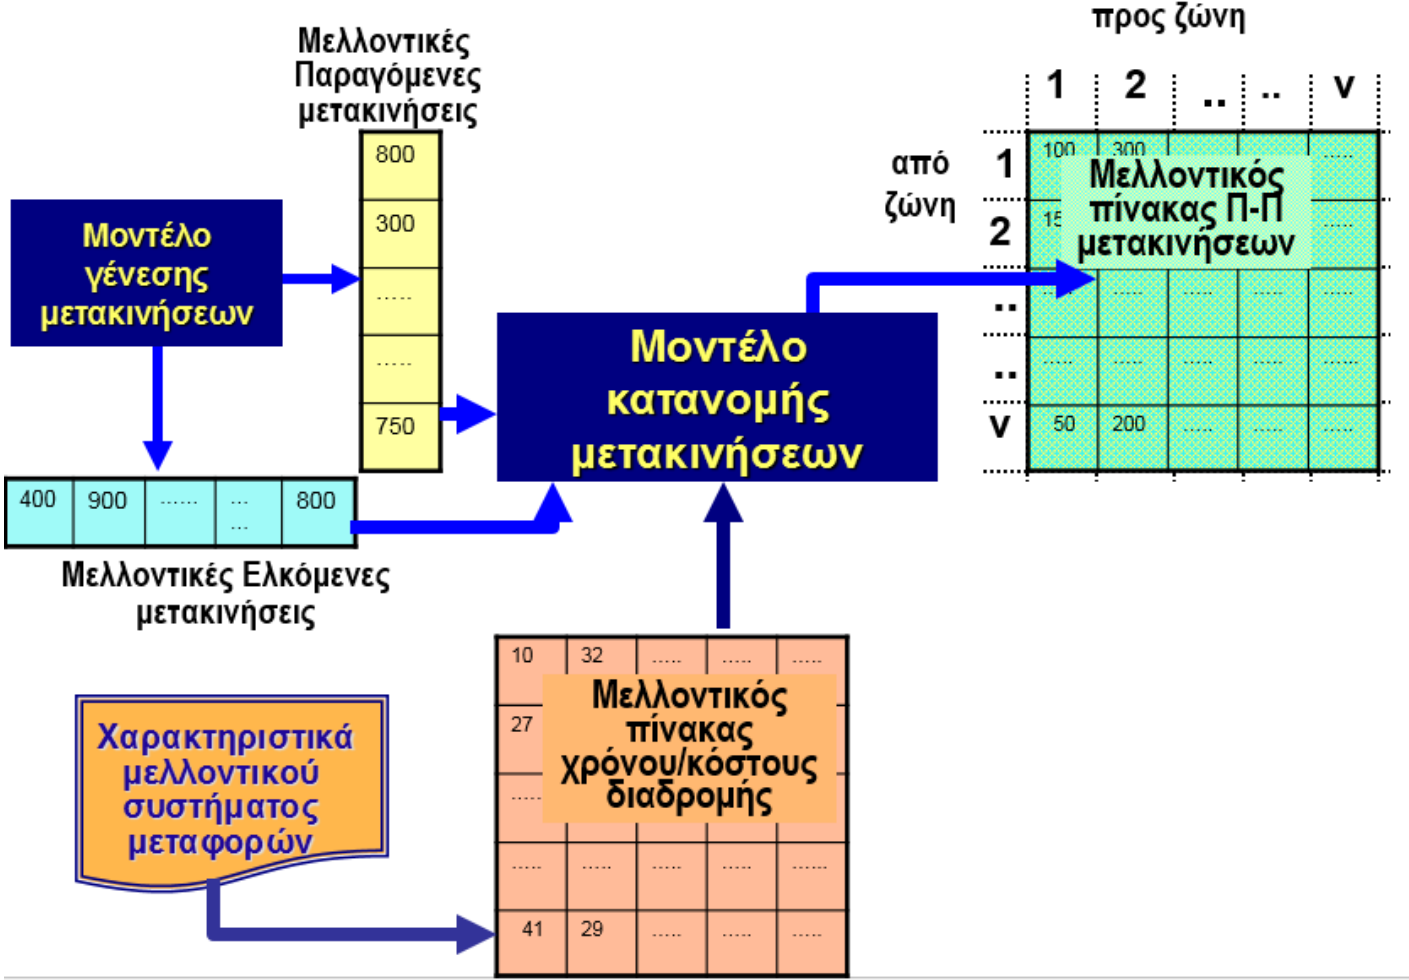 Μελλοντικές
Παραγόμενες
μετακινήσεις
800
300
.....
.....
750
Μοντέλο
γένεσης
μετακινήσεων
400 900 ...... ... 800
...
Μελλοντικές Ελκόμενες
μετακινήσεις
Μοντέλο
κατανομής
μετακινήσεων
προς ζώνη
1 2 .. .. ν
από
ζώνη
1 100 300 .....
2 .....
.. ..... ..... ..... ..... .....
.. ..... ..... ..... ..... .....
ν 50 200 ..... ..... .....
Μελλοντικός
πίνακας Π-Π
μετακινήσεων
Χαρακτηριστικά
μελλοντικού
συστήματος
μεταφορών
10 32 ..... ..... .....
27
.....
..... ..... ..... ..... .....
41 29 ..... ..... .....
Μελλοντικός
πίνακας
χρόνου/κόστους
διαδρομής